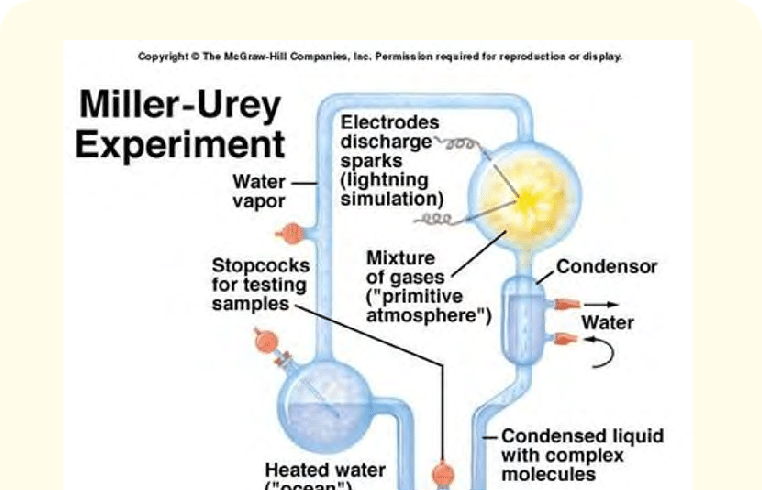 Copyright © The McGraw-Hill Companies, Inc. Permission required for reproduction or display.
Miller-Urey
Experiment
Electrodes
discharge
sparks
(lightning
simulation)
Water
vapor
Stopcocks
for testing
samples
Mixture
of gases
("primitive
atmosphere")
Condensor
Water
Condensed liquid
with complex
molecules
Heated water
("ocean")